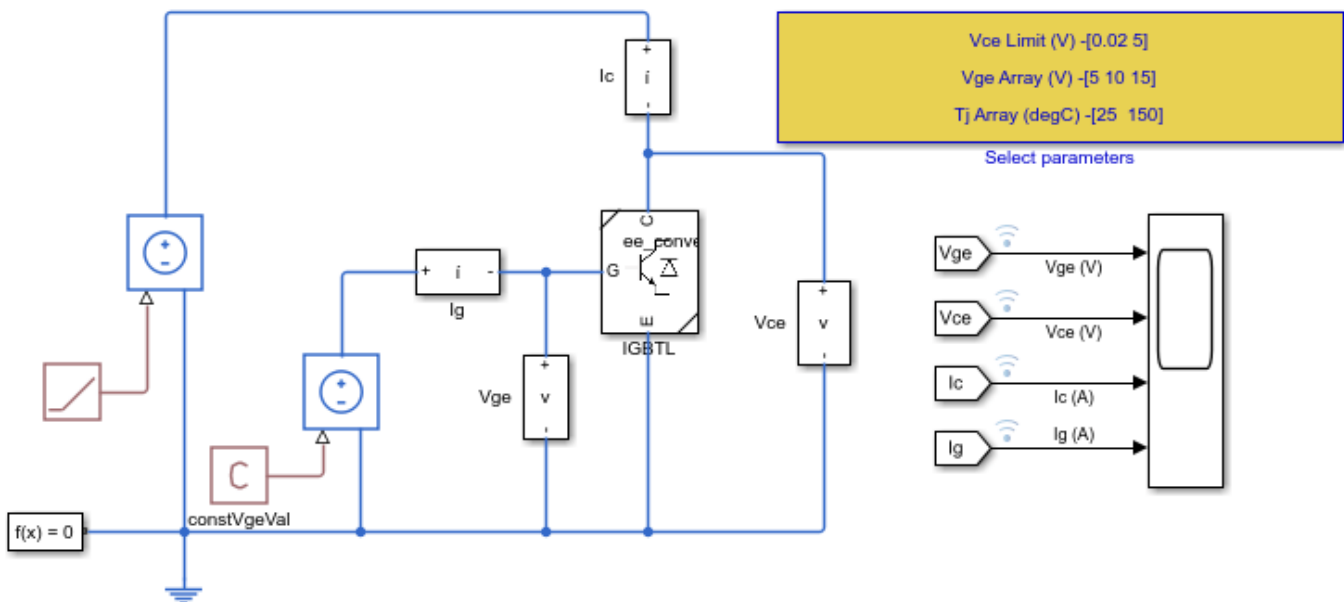 Vce Limit (V) -[0.02 5]
Vge Array (V) -[5 10 15]
Tj Array (degC) -[25  150]
Select parameters
Ic
+
i
-
C
ee_conve
G
E
IGBTL
+
-
+
i
-
Ig
+
-
Vge
+
v
-
Vce
+
v
-
C
constVgeVal
f(x) = 0
Vge
Vge (V)
Vce
Vce (V)
Ic
Ic (A)
Ig
Ig (A)